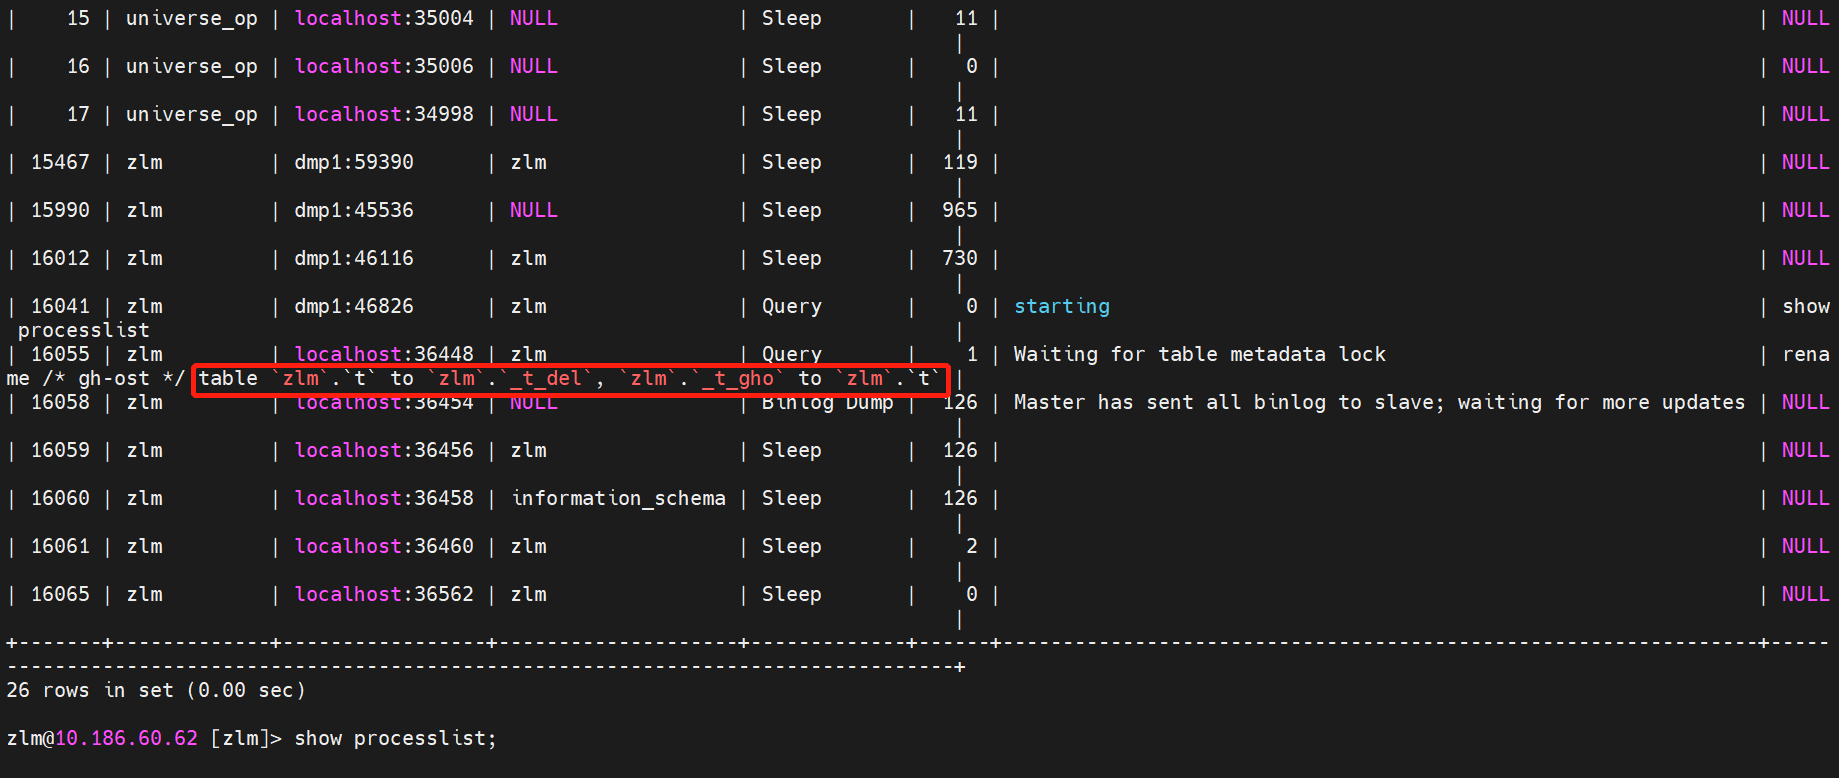 |    15 | universe_op | localhost:35004 | NULL               | Sleep       |   11 |                                                               | NULL
                                                                               |
|    16 | universe_op | localhost:35006 | NULL               | Sleep       |    0 |                                                               | NULL
                                                                               |
|    17 | universe_op | localhost:34998 | NULL               | Sleep       |   11 |                                                               | NULL
                                                                               |
| 15467 | zlm         | dmp1:59390      | zlm                | Sleep       |  119 |                                                               | NULL
                                                                               |
| 15990 | zlm         | dmp1:45536      | NULL               | Sleep       |  965 |                                                               | NULL
                                                                               |
| 16012 | zlm         | dmp1:46116      | zlm                | Sleep       |  730 |                                                               | NULL
                                                                               |
| 16041 | zlm         | dmp1:46826      | zlm                | Query       |    0 | starting                                                      | show
 processlist                                                                   |
| 16055 | zlm         | localhost:36448 | zlm                | Query       |    1 | Waiting for table metadata lock                               | rena
me /* gh-ost */ table `zlm`.`t` to `zlm`.`_t_del`, `zlm`.`_t_gho` to `zlm`.`t` |
| 16058 | zlm         | localhost:36454 | NULL               | Binlog Dump |  126 | Master has sent all binlog to slave; waiting for more updates | NULL
                                                                               |
| 16059 | zlm         | localhost:36456 | zlm                | Sleep       |  126 |                                                               | NULL
                                                                               |
| 16060 | zlm         | localhost:36458 | information_schema | Sleep       |  126 |                                                               | NULL
                                                                               |
| 16061 | zlm         | localhost:36460 | zlm                | Sleep       |    2 |                                                               | NULL
                                                                               |
| 16065 | zlm         | localhost:36562 | zlm                | Sleep       |    0 |                                                               | NULL
                                                                               |
+-------+-------------+-----------------+--------------------+-------------+------+---------------------------------------------------------------+-----
-------------------------------------------------------------------------------+
26 rows in set (0.00 sec)
zlm@10.186.60.62 [zlm]> show processlist;